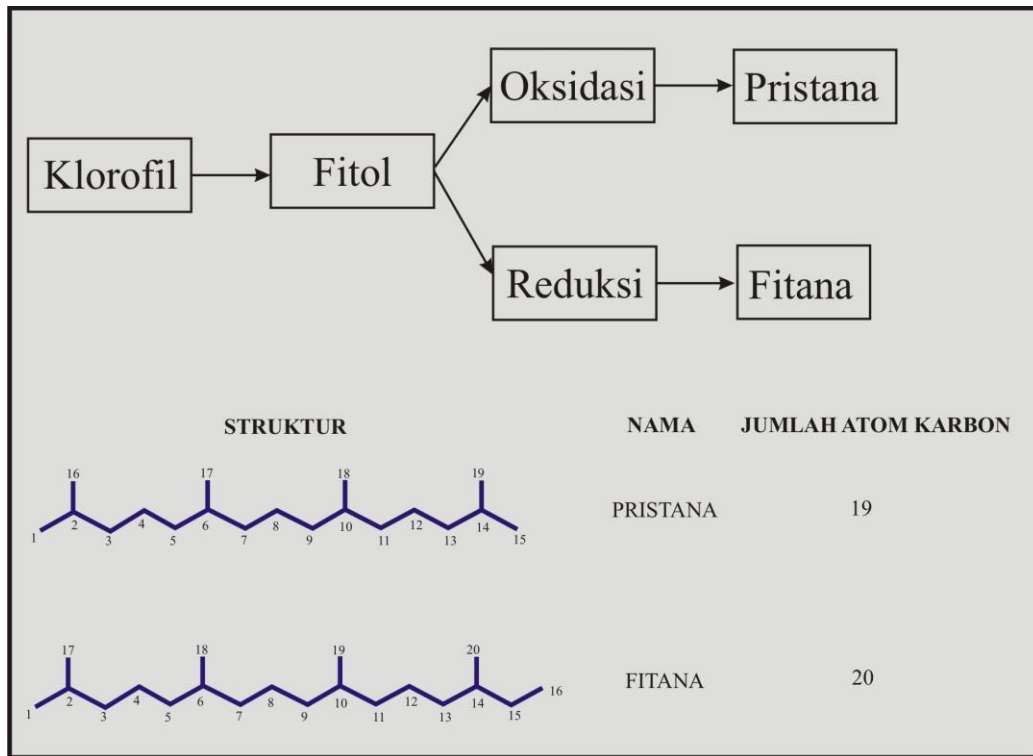 Oksidasi
Pristana
Klorofil
Fitol
Reduksi
Fitana
STRUKTUR
NAMA
JUMLAH ATOM KARBON
16 17 18 19
1 2 3 4 5 6 7 8 9 10 11 12 13 14 15
PRISTANA
19
17 18 19 20
1 2 3 4 5 6 7 8 9 10 11 12 13 14 15 16
FITANA
20